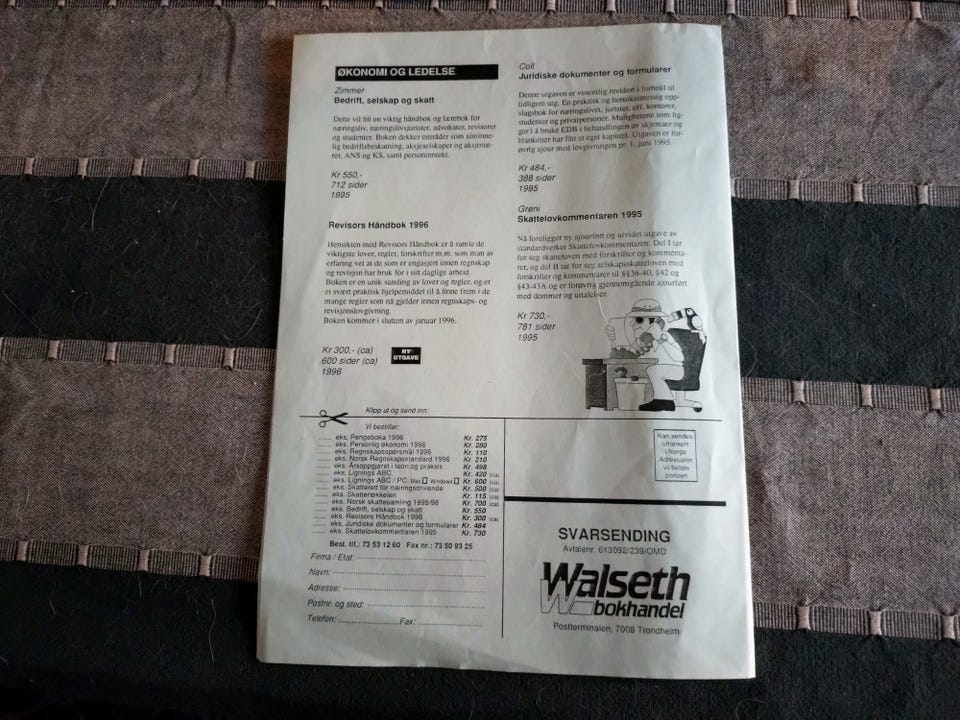 ØKONOMI OG LEDELSE
Zimmer
Bedrift, selskap og skatt
Dette vil bli en viktig håndbok og lærebok for
næringsliv, næringslivsjurister, advokater, revisorer
og studenter. Boken dekker områder som alminne-
lig bedriftsbeskatning, aksjeselskaper og aksjonæ-
rer, ANS og KS, samt personinntekt.
Kr 550,-
712 sider
1995
Revisors Håndbok 1996
Hensikten med Revisors Håndbok er å samle de
viktigste lover, regler, forskrifter m.m. som man av
erfaring vet at de som er engasjert innen regnskap
og revisjon har bruk for i sitt daglige arbeid.
Boken er en unik samling av lover og regler, og et
et svært praktisk hjelpemiddel til å finne frem i de
mange regler som nå gjelder innen regnskaps- og
revisjonslovgivning.
Boken kommer i slutten av januar 1996.
Kr 300,- (ca)
600 sider (ca)
1996
NY
UTGAVE
Coll
Juridiske dokumenter og formularer
Denne utgaven er vesentlig revidert i forhold til
tidligere utg. En praktisk og hensiktsmessig opp-
slagsbok for næringslivet, jurister, off. kontorer,
studenter og privatpersoner. Mulighetene som lig-
ger i å bruke EDB i behandlingen av skjemaer og
blanketter har fått et eget kapittel. Utgaven er for-
øvrig ajour med lovgivningen pr. 1. juni 1995.
Kr 484,-
388 sider
1995
Greni
Skattelovkommentaren 1995
Nå foreligger ny ajourført og utvidet utgave av
standardverket Skattelovkommentaren. Del I tar
for seg skatteloven med forskrifter og kommenta-
rer, og del II tar for seg selskapsskatteloven med
forskrifter og kommentarer til §§36-40, §42 og
§43-43A og er forøvrig gjennomgående ajourført
med dommer og uttalelser.
Kr 730,-
781 sider
1995
Klipp ut og send inn:
Vi bestiller:
eks. Pengeboka 1996 Kr. 275
eks. Personlig økonomi 1996 Kr. 280
eks. Regnskapsspørsmål 1996 Kr. 110
eks. Norsk Regnskapsstandard 1996 Kr. 210
eks. Årsoppgjøret i teori og praksis Kr. 498
eks. Lignings ABC Kr. 420 (ca)
eks. Lignings ABC / PC: Mac Windows Kr. 600 (ca)
eks. Skatterett for næringsdrivende Kr. 500 (ca)
eks. Skattenøkkelen Kr. 115 (ca)
eks. Norsk skattesamling 1995/96 Kr. 700 (ca)
eks. Bedrift, selskap og skatt Kr. 550
eks. Revisors Håndbok 1996 Kr. 300 (ca)
eks. Juridiske dokumenter og formularer Kr. 484
eks. Skattelovkommentaren 1995 Kr. 730
Best. tlf.: 73 53 12 60 Fax nr.: 73 50 93 25
Firma / Etat:
Navn:
Adresse:
Postnr. og sted:
Telefon: Fax:
Kan sendes
ufrankert
i Norge
Adressaten
vil betale
portoen
SVARSENDING
Avtalenr. 613092/239/OMD
Walseth
bokhandel
Postterminalen, 7008 Trondheim